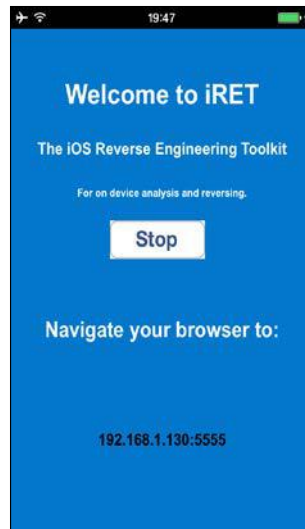 19:47
Welcome to iRET
The iOS Reverse Engineering Toolkit
For on device analysis and reversing.
Stop
Navigate your browser to:
192.168.1.130:5555